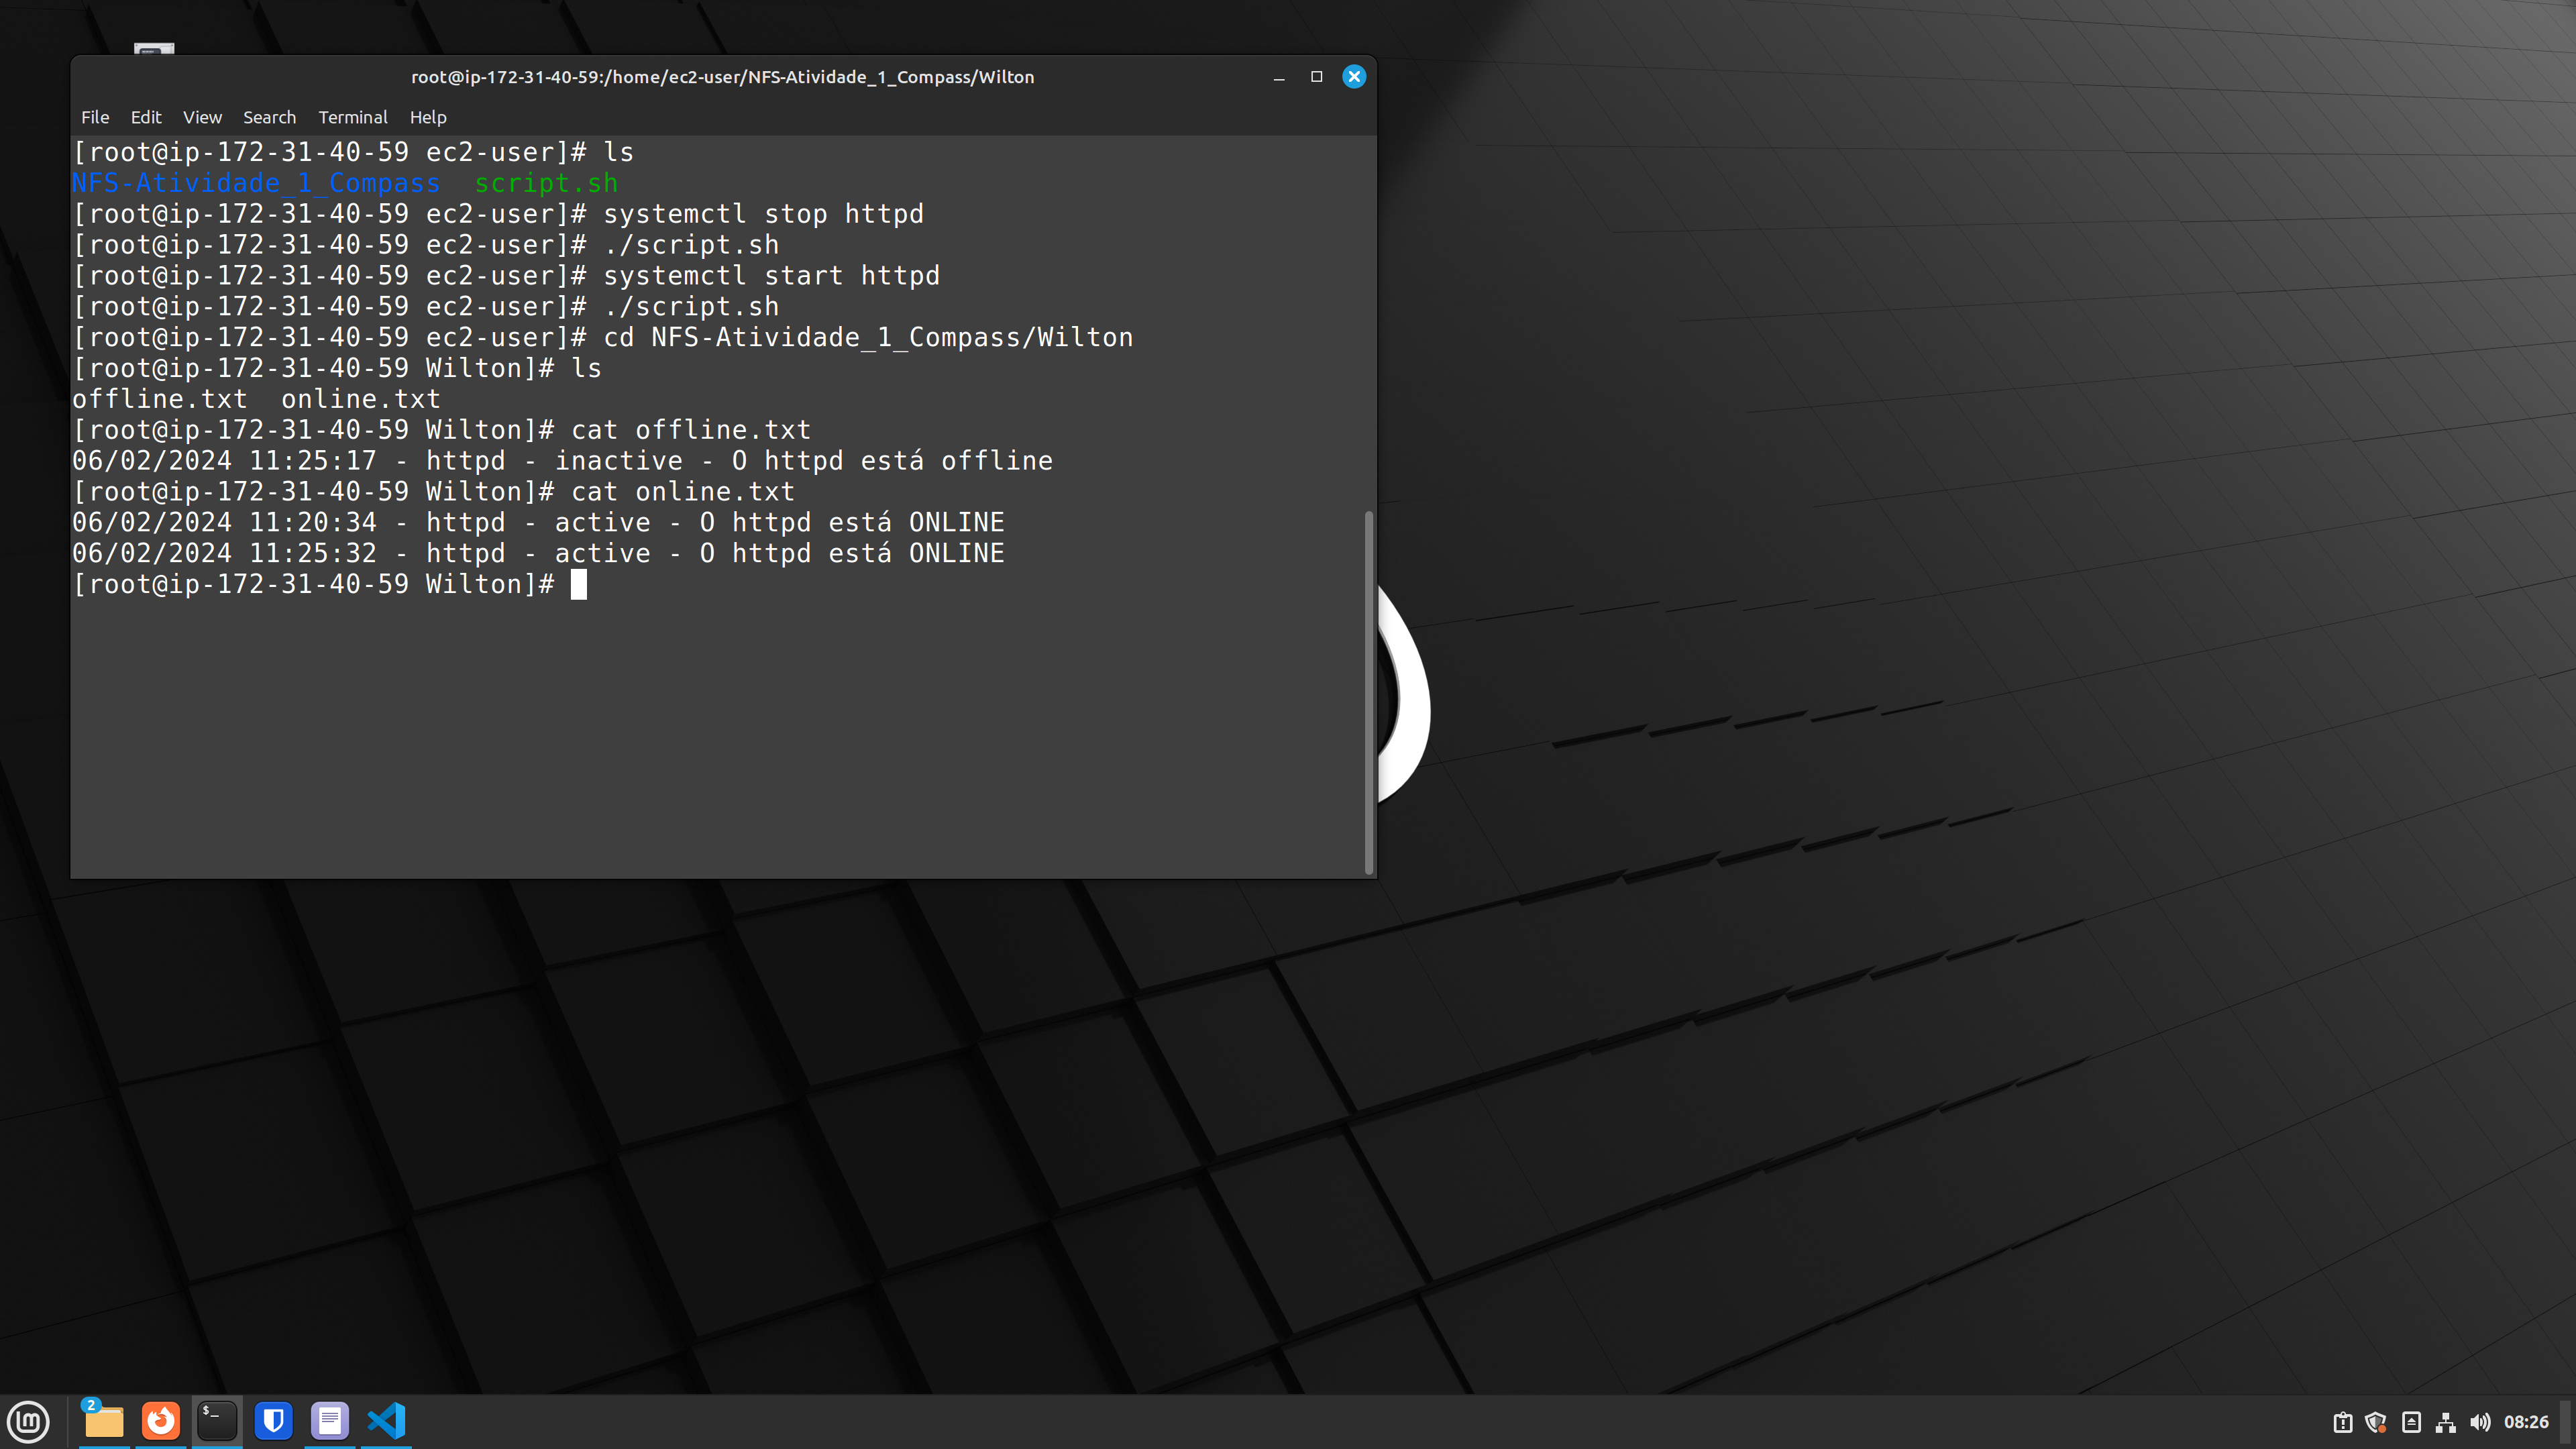 root@ip-172-31-40-59:/home/ec2-user/NFS-Atividade_1_Compass/Wilton
File Edit View Search Terminal Help
[root@ip-172-31-40-59 ec2-user]# ls
NFS-Atividade_1_Compass  script.sh
[root@ip-172-31-40-59 ec2-user]# systemctl stop httpd
[root@ip-172-31-40-59 ec2-user]# ./script.sh
[root@ip-172-31-40-59 ec2-user]# systemctl start httpd
[root@ip-172-31-40-59 ec2-user]# ./script.sh
[root@ip-172-31-40-59 ec2-user]# cd NFS-Atividade_1_Compass/Wilton
[root@ip-172-31-40-59 Wilton]# ls
offline.txt  online.txt
[root@ip-172-31-40-59 Wilton]# cat offline.txt
06/02/2024 11:25:17 - httpd - inactive - O httpd está offline
[root@ip-172-31-40-59 Wilton]# cat online.txt
06/02/2024 11:20:34 - httpd - active - O httpd está ONLINE
06/02/2024 11:25:32 - httpd - active - O httpd está ONLINE
[root@ip-172-31-40-59 Wilton]#
2
$_
08:26